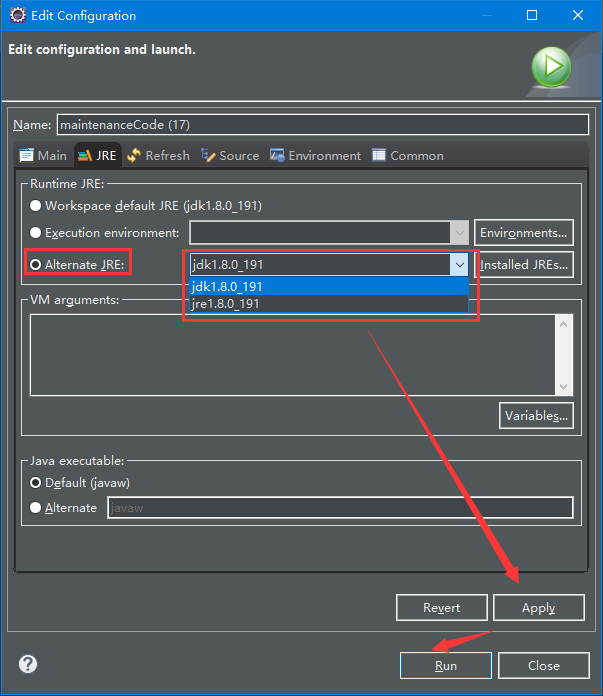 Edit Configuration
Edit configuration and launch.
Name: maintenanceCode (17)
Main JRE Refresh Source Environment Common
Runtime JRE:
Workspace default JRE (jdk1.8.0_191)
Execution environment: Environments...
Alternate JRE: jdk1.8.0_191 Installed JREs...
jdk1.8.0_191
jre1.8.0_191
VM arguments:
Variables...
Java executable:
Default (javaw)
Alternate javaw
Revert Apply
Run Close